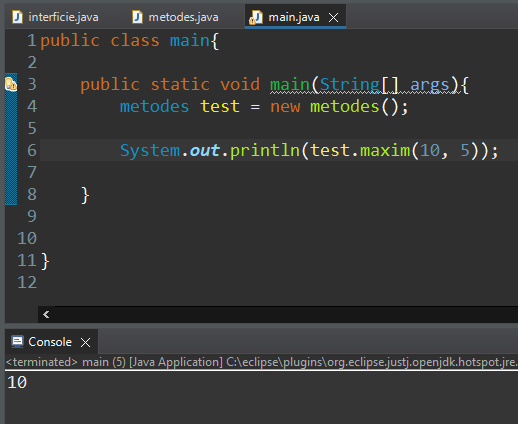 interficie.java metodes.java main.java
1 public class main{
2
3 public static void main(String[] args){
4 metodes test = new metodes();
5
6 System.out.println(test.maxim(10, 5));
7
8 }
9
10
11 }
12
Console
<terminated> main (5) [Java Application] C:\eclipse\plugins\org.eclipse.justj.openjdk.hotspot.jre.
10